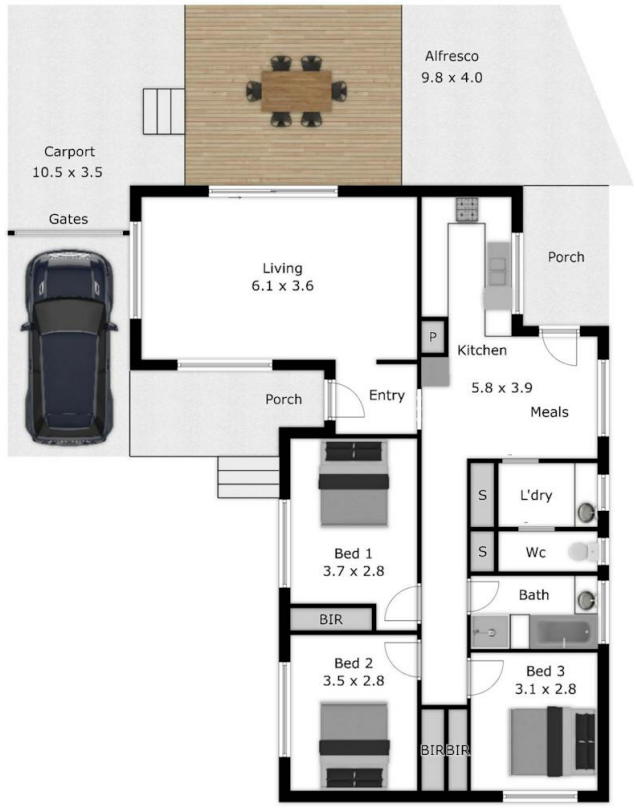 Alfresco
9.8 x 4.0
Carport
10.5 x 3.5
Gates
Living
6.1 x 3.6
Porch
P
Kitchen
5.8 x 3.9
Meals
Porch
Entry
S
L'dry
S
Wc
Bed 1
3.7 x 2.8
Bath
BIR
Bed 2
3.5 x 2.8
Bed 3
3.1 x 2.8
BIR
BIR